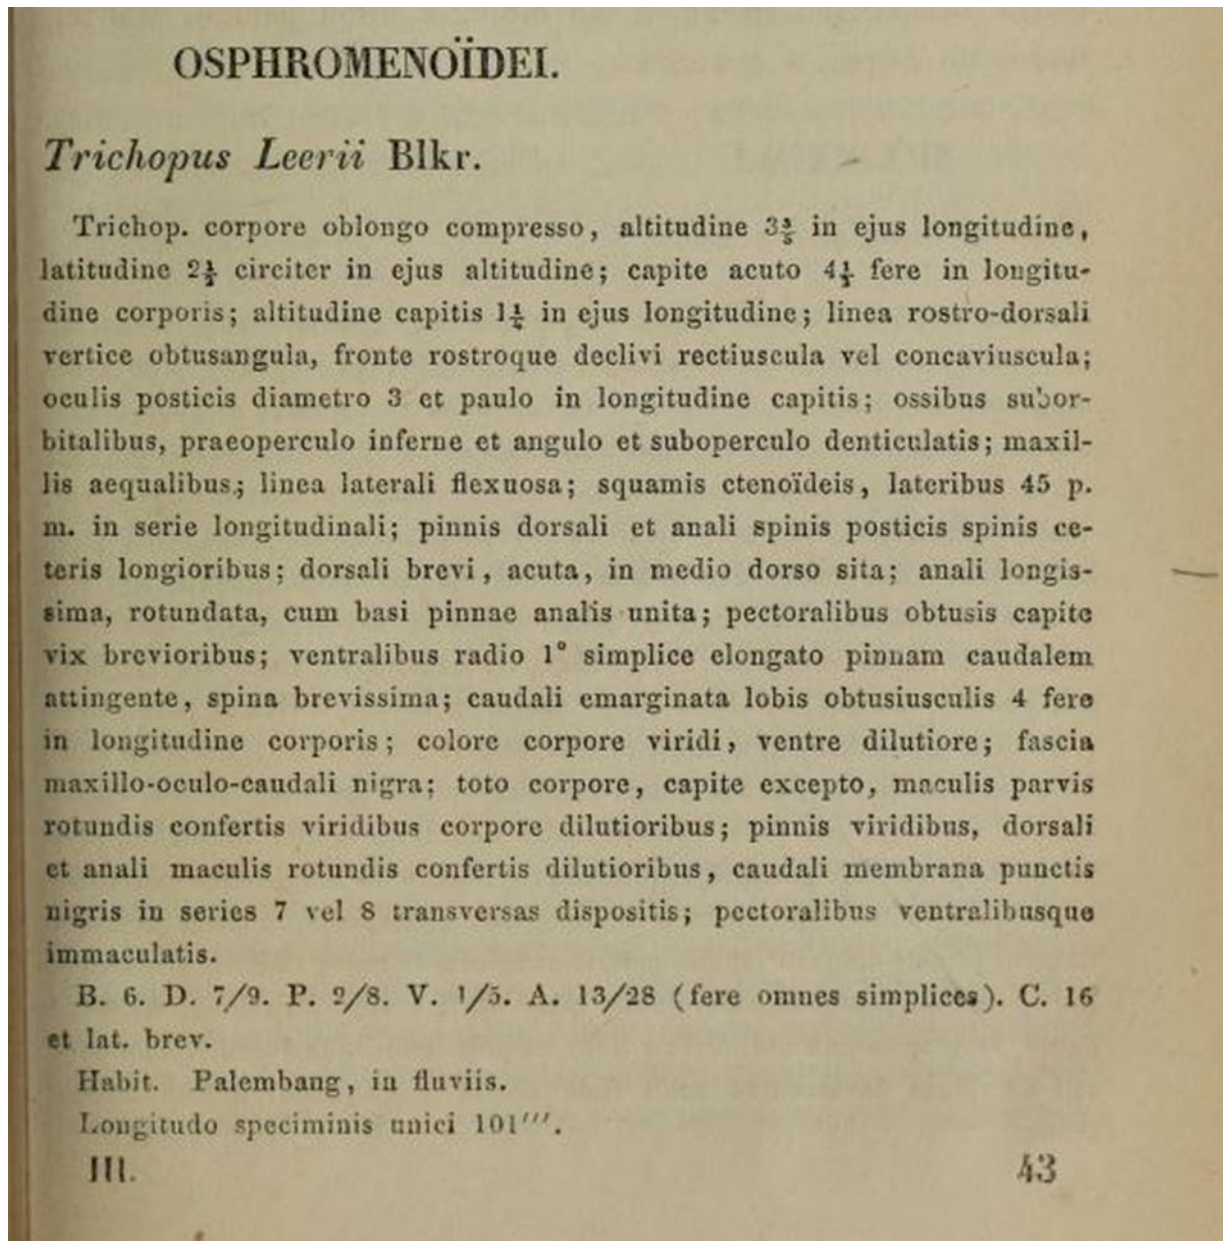 OSPHROMENOÏDEI.
Trichopus Leerii Blkr.
Trichop. corpore oblongo compresso, altitudine 3⅗ in ejus longitudine,
latitudine 2½ circiter in ejus altitudine; capite acuto 4¼ fere in longitu-
dine corporis; altitudine capitis in ejus longitudine; linea rostro-dorsali
vertice obtusangula, fronte rostroque declivi rectiuscula vel concaviuscula;
oculis posticis diametro 3 et paulo in longitudine capitis; ossibus subor-
bitalibus, praeoperculo inferne et angulo et suboperculo denticulatis; maxil-
lis aequalibus; linea laterali flexuosa; squamis ctenoïdeis, lateribus 45 p.
m. in serie longitudinali; pinnis dorsali et anali spinis posticis spinis ce-
teris longioribus; dorsali brevi, acuta, in medio dorso sita; anali longis-
sima, rotundata, cum basi pinnae analis unita; pectoralibus obtusis capite
vix brevioribus; ventralibus radio 1° simplice elongato pinnam caudalem
attingente, spina brevissima; caudali emarginata lobis obtusiusculis 4 fere
in longitudine corporis; colore corpore viridi, ventre dilutiore; fascia
maxillo-oculo-caudali nigra; toto corpore, capite excepto, maculis parvis
rotundis confertis viridibus corpore dilutioribus; pinnis viridibus, dorsali
et anali maculis rotundis confertis dilutioribus, caudali membrana punctis
nigris in series 7 vel 8 transversas dispositis; pectoralibus ventralibusque
immaculatis.
B. 6. D. 7/9. P. 2/8. V. 1/5. A. 13/28 (fere omnes simplices). C. 16
et lat. brev.
Habit. Palembang, in fluviis.
Longitudo speciminis unici 101‴.
III. 43